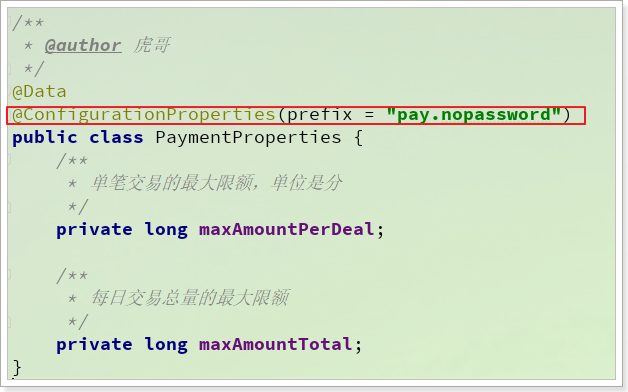 /**
 * @author 虎哥
 */
@Data
@ConfigurationProperties(prefix = "pay.nopassword")
public class PaymentProperties {
    /**
     * 单笔交易的最大限额，单位是分
     */
    private long maxAmountPerDeal;

    /**
     * 每日交易总量的最大限额
     */
    private long maxAmountTotal;
}